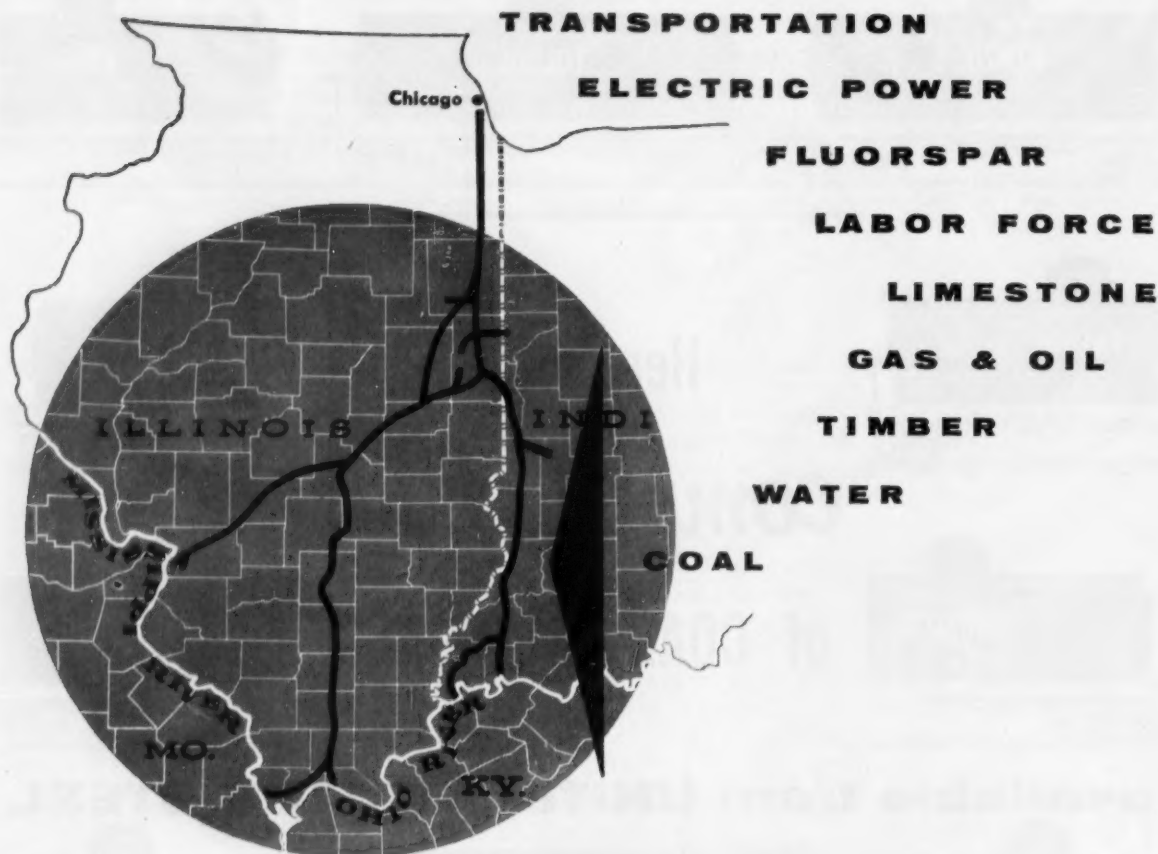 TRANSPORTATION
ELECTRIC POWER
Chicago
FLUORSPAR
LABOR FORCE
LIMESTONE
GAS & OIL
ILLINOIS
INDI
TIMBER
WATER
MISSISSIPPI RIVER
COAL
MO.
OHIO RIVER
KY.